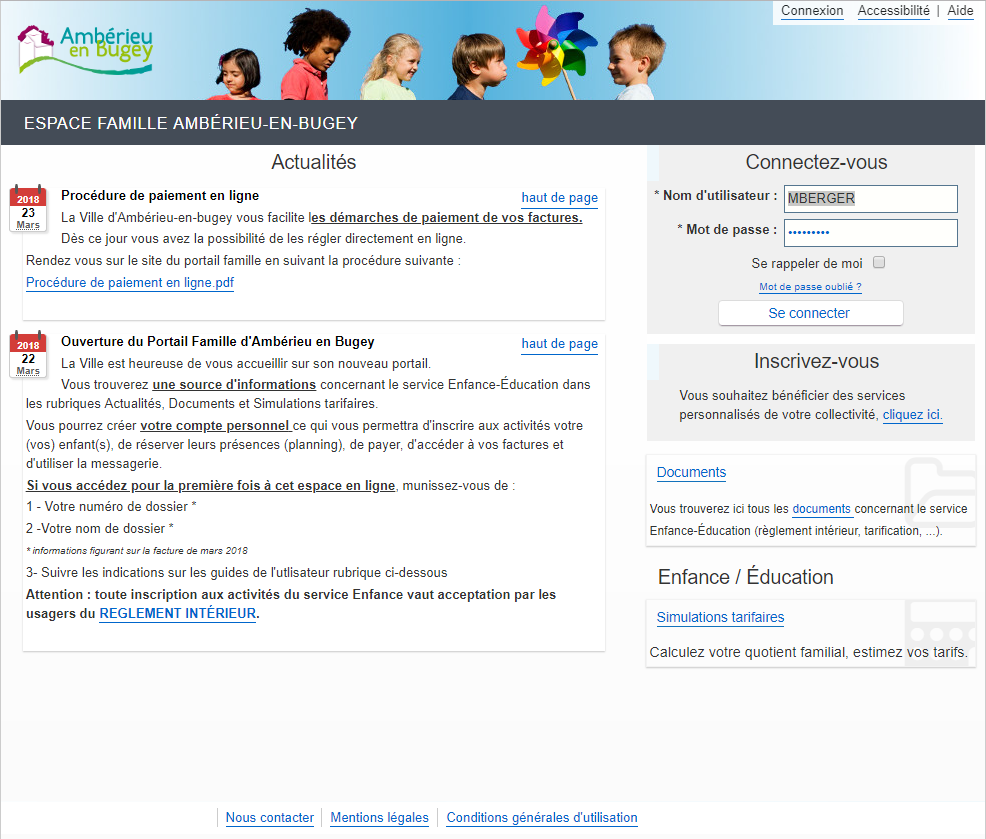 Connexion Accessibilité | Aide
Ambérieu
en Bugey
ESPACE FAMILLE AMBÉRIEU-EN-BUGEY
Actualités
2018
23
Mars
Procédure de paiement en ligne
haut de page
La Ville d'Ambérieu-en-bugey vous facilite les démarches de paiement de vos factures.
Dès ce jour vous avez la possibilité de les régler directement en ligne.
Rendez vous sur le site du portail famille en suivant la procédure suivante :
Procédure de paiement en ligne.pdf
2018
22
Mars
Ouverture du Portail Famille d'Ambérieu en Bugey
haut de page
La Ville est heureuse de vous accueillir sur son nouveau portail.
Vous trouverez une source d'informations concernant le service Enfance-Éducation dans
les rubriques Actualités, Documents et Simulations tarifaires.
Vous pourrez créer votre compte personnel ce qui vous permettra d'inscrire aux activités votre
(vos) enfant(s), de réserver leurs présences (planning), de payer, d'accéder à vos factures et
d'utiliser la messagerie.
Si vous accédez pour la première fois à cet espace en ligne, munissez-vous de :
1 - Votre numéro de dossier *
2 -Votre nom de dossier *
* informations figurant sur la facture de mars 2018
3- Suivre les indications sur les guides de l'utlisateur rubrique ci-dessous
Attention : toute inscription aux activités du service Enfance vaut acceptation par les
usagers du REGLEMENT INTÉRIEUR.
Connectez-vous
* Nom d'utilisateur : MBERGER
* Mot de passe : •••••••••
Se rappeler de moi
Mot de passe oublié ?
Se connecter
Inscrivez-vous
Vous souhaitez bénéficier des services
personnalisés de votre collectivité, cliquez ici.
Documents
Vous trouverez ici tous les documents concernant le service
Enfance-Éducation (règlement intérieur, tarification, ...).
Enfance / Éducation
Simulations tarifaires
Calculez votre quotient familial, estimez vos tarifs.
Nous contacter Mentions légales Conditions générales d'utilisation